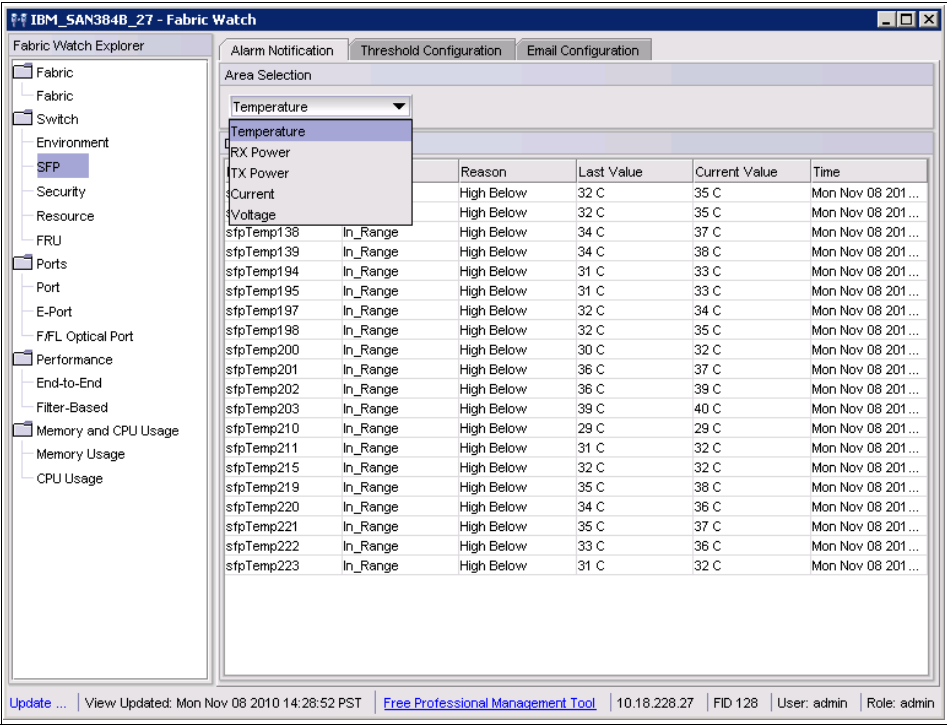 IBM_SAN384B_27 - Fabric Watch
Fabric Watch Explorer
Fabric
Fabric
Switch
Environment
SFP
Security
Resource
FRU
Ports
Port
E-Port
F/FL Optical Port
Performance
End-to-End
Filter-Based
Memory and CPU Usage
Memory Usage
CPU Usage
Alarm Notification Threshold Configuration Email Configuration
Area Selection
Temperature
Temperature
RX Power
TX Power
Current
Voltage
Reason Last Value Current Value Time
High Below 32 C 35 C Mon Nov 08 201...
High Below 32 C 35 C Mon Nov 08 201...
sfpTemp138 In_Range High Below 34 C 37 C Mon Nov 08 201...
sfpTemp139 In_Range High Below 34 C 38 C Mon Nov 08 201...
sfpTemp194 In_Range High Below 31 C 33 C Mon Nov 08 201...
sfpTemp195 In_Range High Below 31 C 33 C Mon Nov 08 201...
sfpTemp197 In_Range High Below 32 C 34 C Mon Nov 08 201...
sfpTemp198 In_Range High Below 32 C 35 C Mon Nov 08 201...
sfpTemp200 In_Range High Below 30 C 32 C Mon Nov 08 201...
sfpTemp201 In_Range High Below 36 C 37 C Mon Nov 08 201...
sfpTemp202 In_Range High Below 36 C 39 C Mon Nov 08 201...
sfpTemp203 In_Range High Below 39 C 40 C Mon Nov 08 201...
sfpTemp210 In_Range High Below 29 C 29 C Mon Nov 08 201...
sfpTemp211 In_Range High Below 31 C 32 C Mon Nov 08 201...
sfpTemp215 In_Range High Below 32 C 32 C Mon Nov 08 201...
sfpTemp219 In_Range High Below 35 C 38 C Mon Nov 08 201...
sfpTemp220 In_Range High Below 34 C 36 C Mon Nov 08 201...
sfpTemp221 In_Range High Below 35 C 37 C Mon Nov 08 201...
sfpTemp222 In_Range High Below 33 C 36 C Mon Nov 08 201...
sfpTemp223 In_Range High Below 31 C 32 C Mon Nov 08 201...
Update ... View Updated: Mon Nov 08 2010 14:28:52 PST Free Professional Management Tool 10.18.228.27 FID 128 User: admin Role: admin